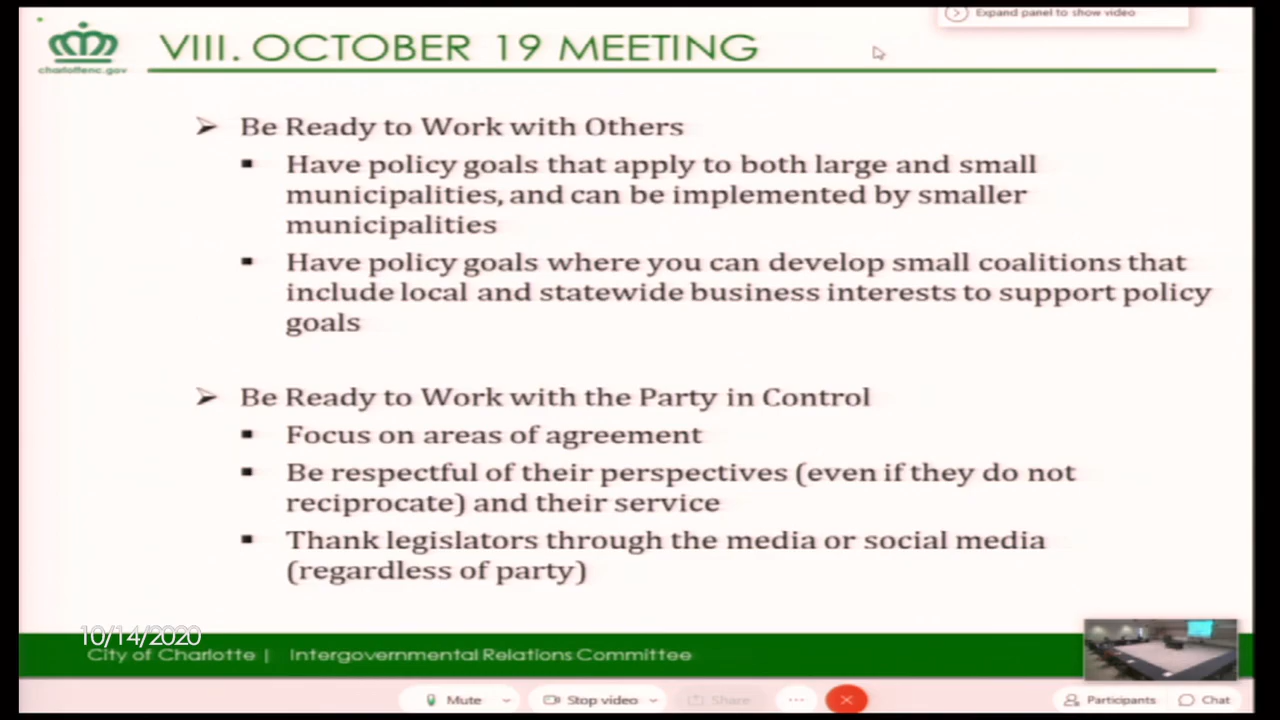 Expand panel to show video
VIII. OCTOBER 19 MEETING
charlottenc.gov
Be Ready to Work with Others
Have policy goals that apply to both large and small
municipalities, and can be implemented by smaller
municipalities
Have policy goals where you can develop small coalitions that
include local and statewide business interests to support policy
goals
Be Ready to Work with the Party in Control
Focus on areas of agreement
Be respectful of their perspectives (even if they do not
reciprocate) and their service
Thank legislators through the media or social media
(regardless of party)
10/14/2020
City of Charlotte | Intergovernmental Relations Committee
Mute Stop video Share ... Participants Chat